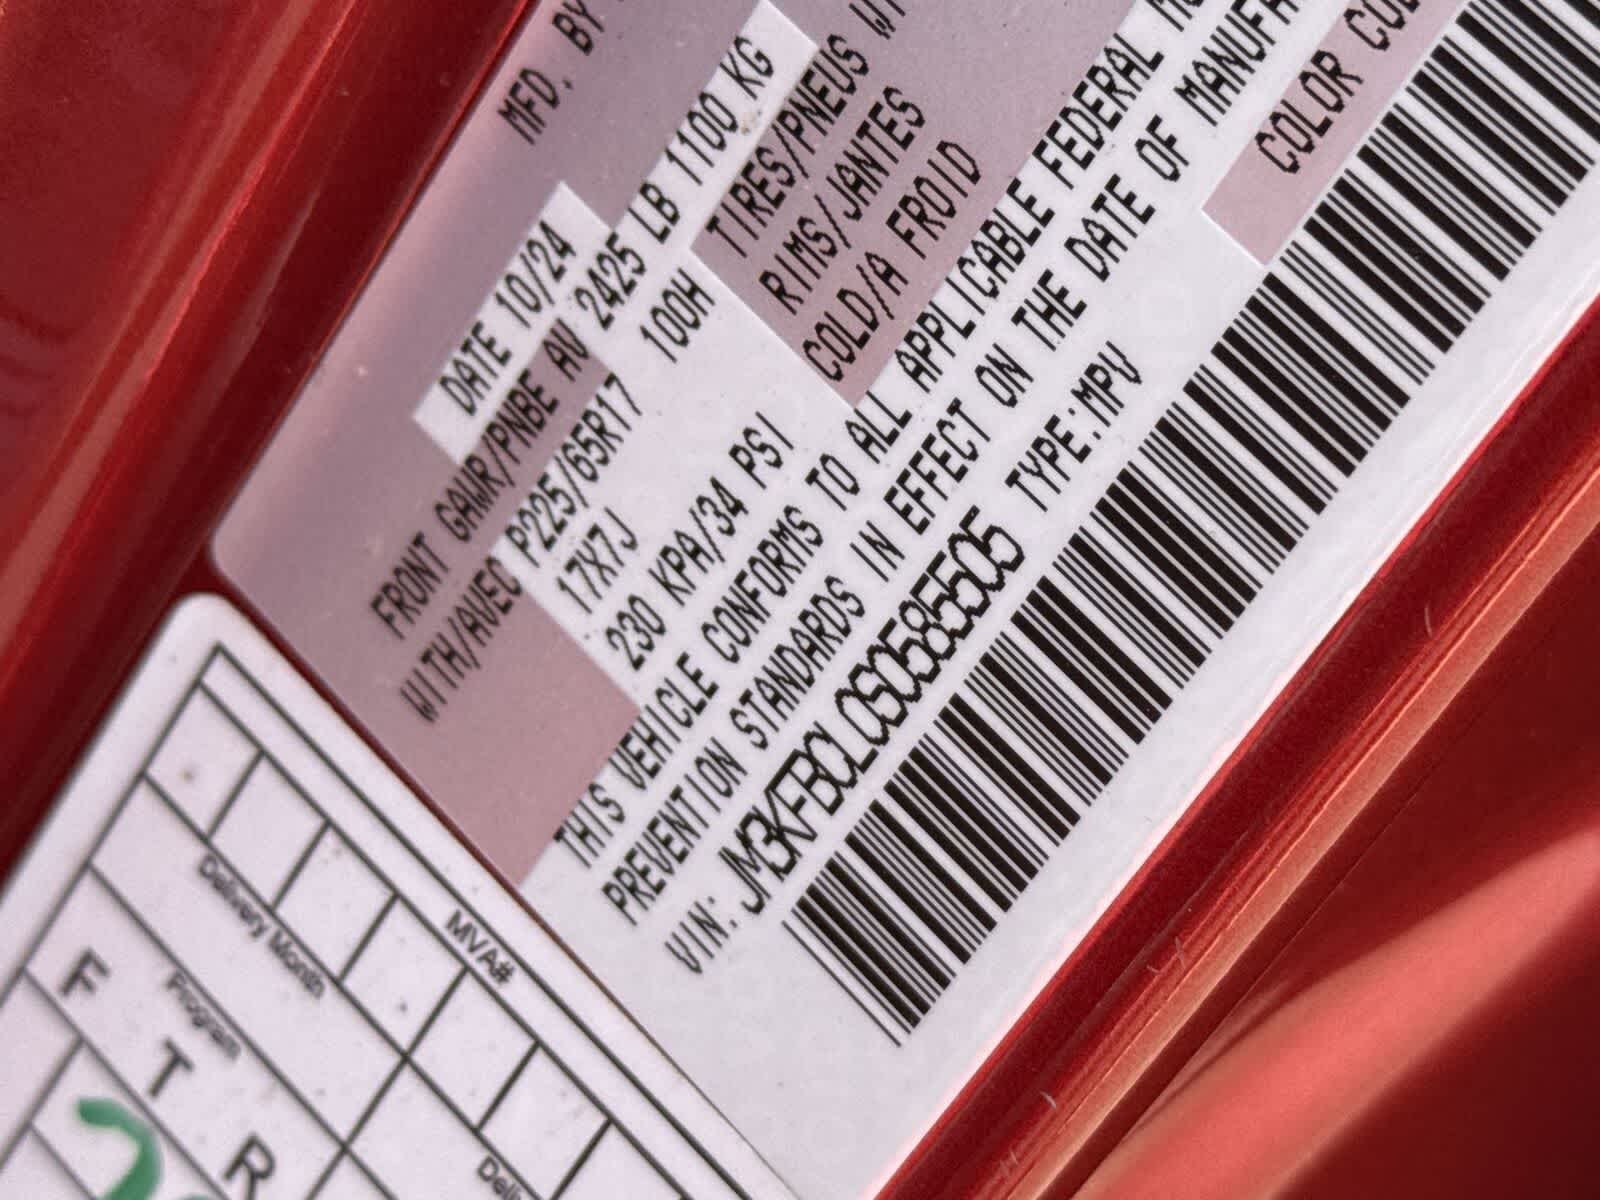 MFD. BY
DATE 10/24
FRONT GAWR/PNBE AV 2425 LB 1100 KG
WITH/AVEC P225/65R17 100H TIRES/PNEUS
17X7J RIMS/JANTES
230 KPA/34 PSI COLD/A FROID
THIS VEHICLE CONFORMS TO ALL APPLICABLE FEDERAL
PREVENTION STANDARDS IN EFFECT ON THE DATE OF MANUFA
VIN: JM3KFBCL0S0585505 TYPE:MPV
COLOR
MVA#
Delivery Month
Program
F T R